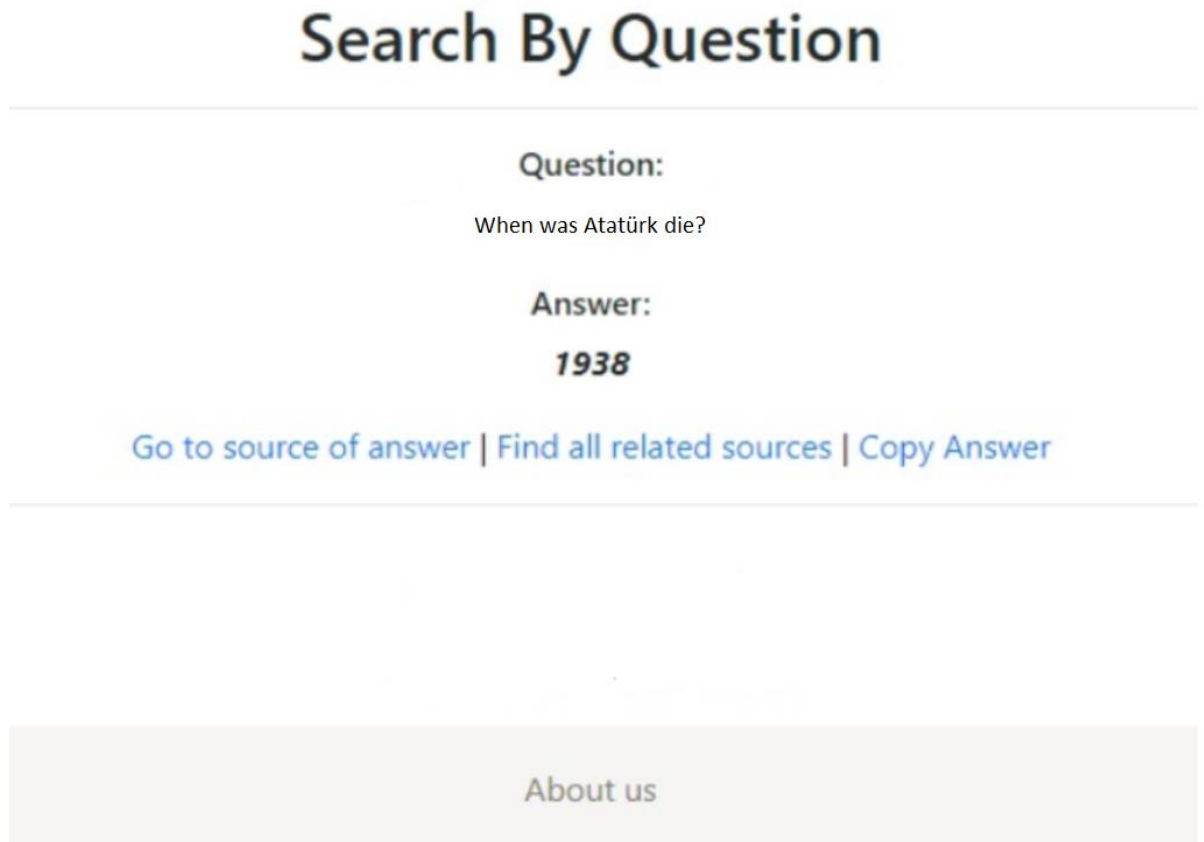 Search By Question
Question:
When was Atatürk die?
Answer:
1938
Go to source of answer | Find all related sources | Copy Answer
About us